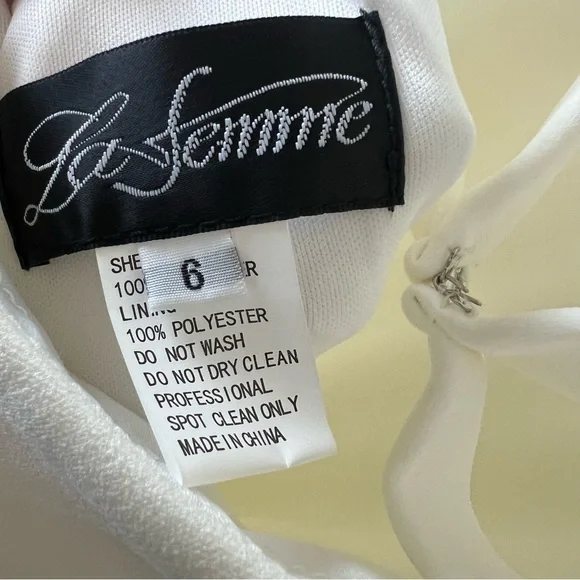 La Femme
6
100%
100% POLYESTER
DO NOT WASH
DO NOT DRY CLEAN
PROFESSIONAL
SPOT CLEAN ONLY
MADE IN CHINA